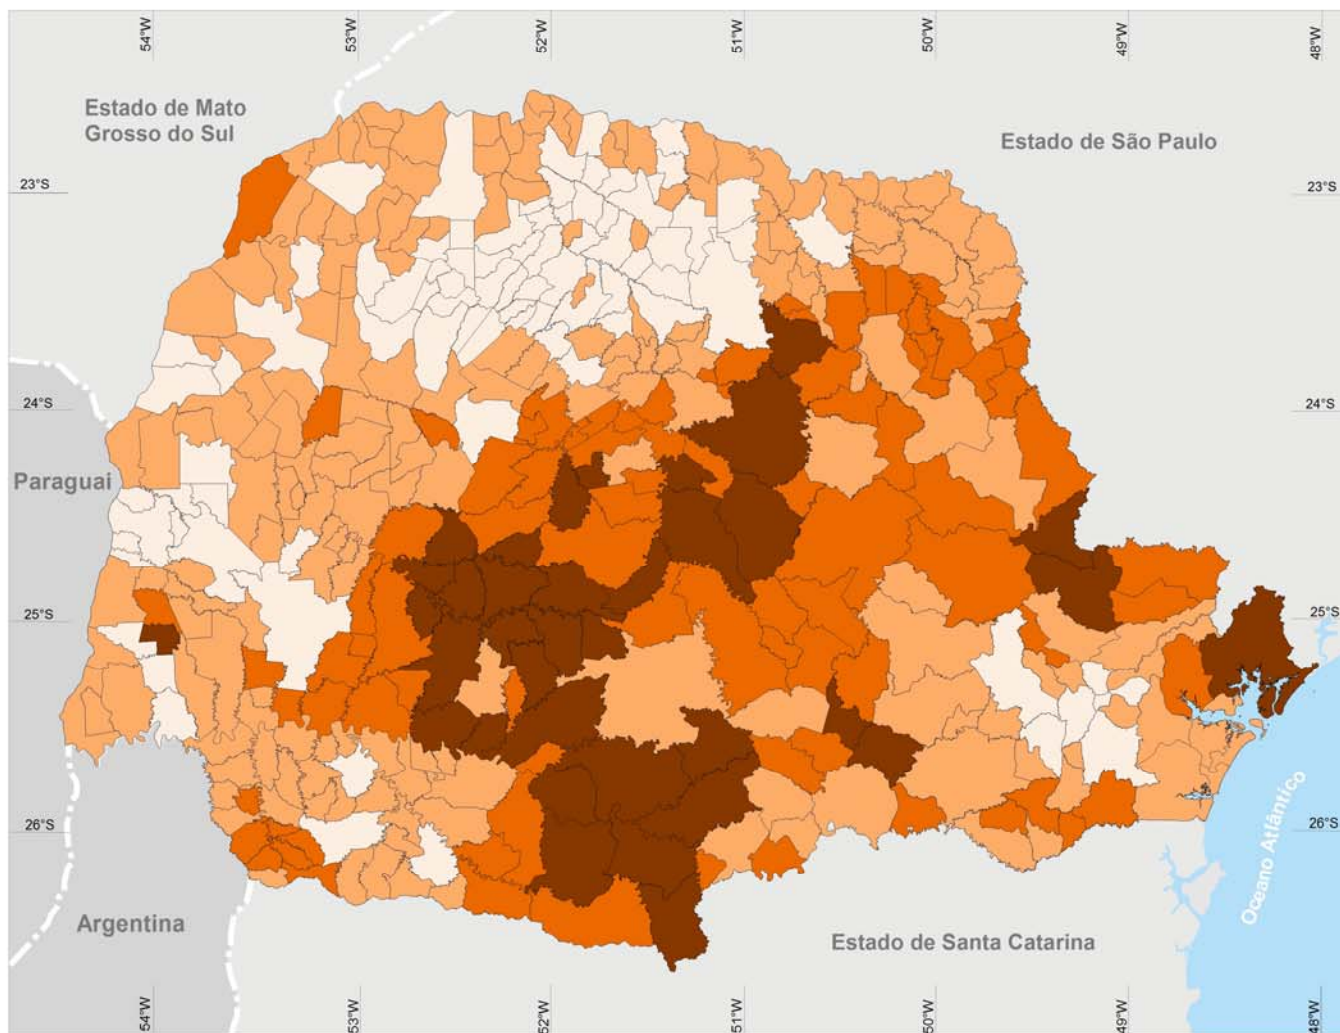 54°W
53°W
52°W
51°W
50°W
49°W
48°W
Estado de Mato
Grosso do Sul
Estado de São Paulo
23°S
23°S
24°S
24°S
Paraguai
25°S
25°S
26°S
26°S
Oceano Atlântico
Argentina
Estado de Santa Catarina
54°W
53°W
52°W
51°W
50°W
49°W
48°W